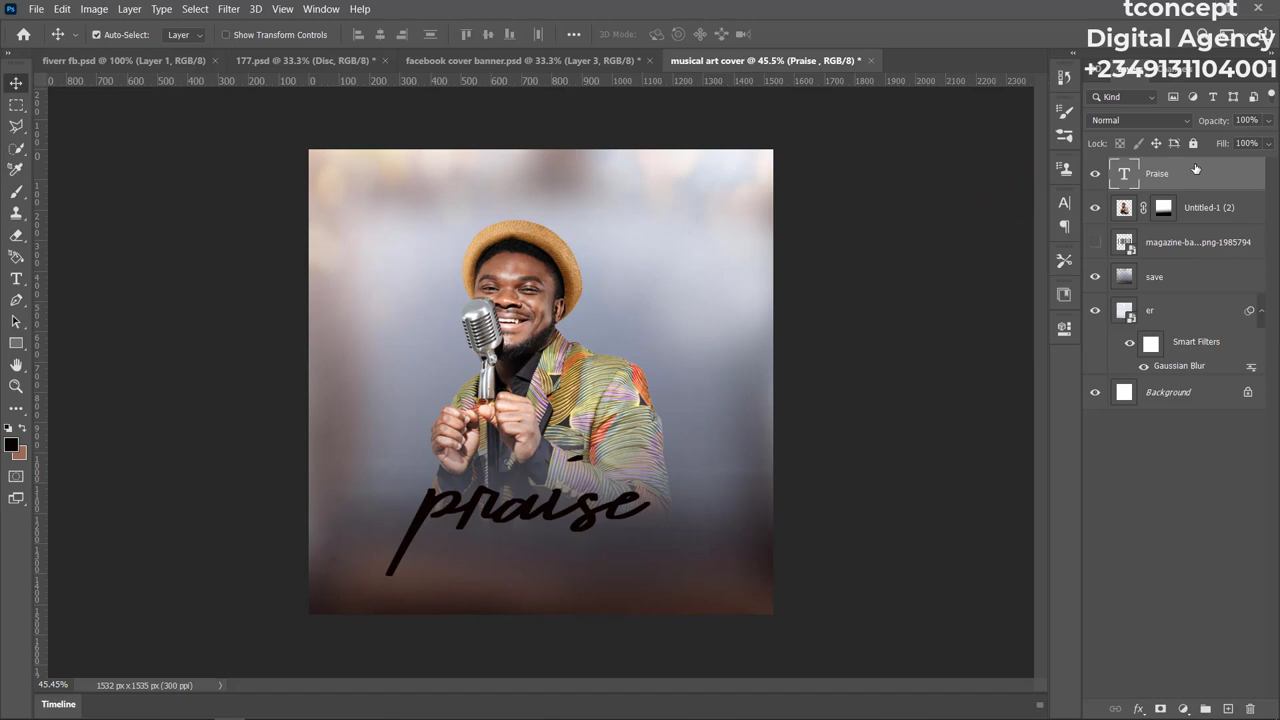 tconcept
Digital Agency
+2349131104001
Ps File Edit Image Layer Type Select Filter 3D View Window Help
Auto-Select: Layer Show Transform Controls 3D Mode:
fiverr fb.psd @ 100% (Layer 1, RGB/8) × 177.psd @ 33.3% (Disc, RGB/8) * × facebook cover banner.psd @ 33.3% (Layer 3, RGB/8) * × musical art cover @ 45.5% (Praise , RGB/8) * ×
Kind
Normal Opacity: 100%
Lock: Fill: 100%
T Praise
Untitled-1 (2)
magazine-ba...png-1985794
save
er
Smart Filters
Gaussian Blur
Background
praise
45.45% 1532 px x 1535 px (300 ppi)
Timeline